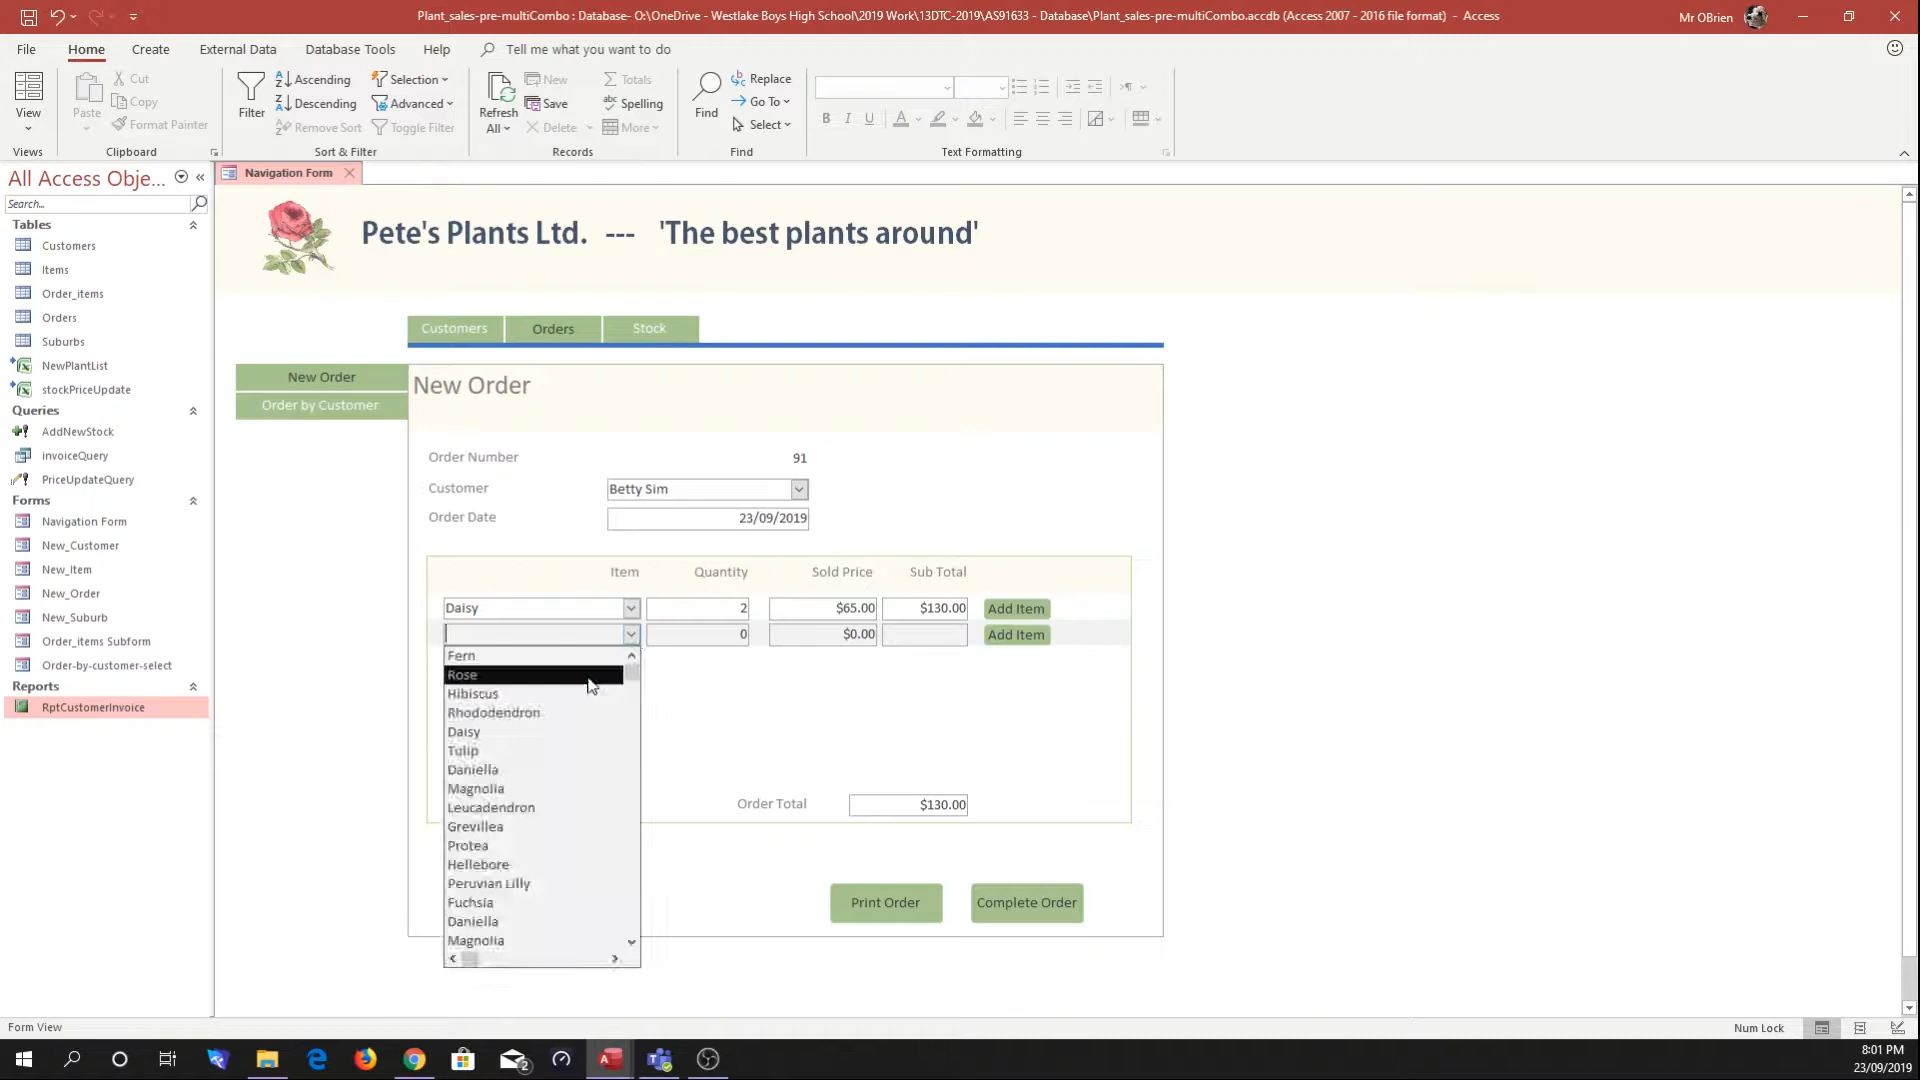 Plant_sales-pre-multiCombo : Database- O:\OneDrive - Westlake Boys High School\2019 Work\13DTC-2019\AS91633 - Database\Plant_sales-pre-multiCombo.accdb (Access 2007 - 2016 file format) - Access
Mr OBrien
File Home Create External Data Database Tools Help Tell me what you want to do
View
Views
Paste
Cut
Copy
Format Painter
Clipboard
Filter
Ascending
Descending
Remove Sort
Selection
Advanced
Toggle Filter
Sort & Filter
Refresh
All
New
Save
Delete
Totals
Spelling
More
Records
Find
Replace
Go To
Select
Find
B I U A
Text Formatting
All Access Obje...
Search...
Tables
Customers
Items
Order_items
Orders
Suburbs
NewPlantList
stockPriceUpdate
Queries
AddNewStock
invoiceQuery
PriceUpdateQuery
Forms
Navigation Form
New_Customer
New_Item
New_Order
New_Suburb
Order_items Subform
Order-by-customer-select
Reports
RptCustomerInvoice
Navigation Form
Pete's Plants Ltd. --- 'The best plants around'
Customers Orders Stock
New Order
Order by Customer
New Order
Order Number 91
Customer Betty Sim
Order Date 23/09/2019
Item Quantity Sold Price Sub Total
Daisy 2 $65.00 $130.00 Add Item
0 $0.00 Add Item
Fern
Rose
Hibiscus
Rhododendron
Daisy
Tulip
Daniella
Magnolia
Leucadendron
Grevillea
Protea
Hellebore
Peruvian Lilly
Fuchsia
Daniella
Magnolia
Order Total $130.00
Print Order Complete Order
Form View
Num Lock
2
8:01 PM
23/09/2019